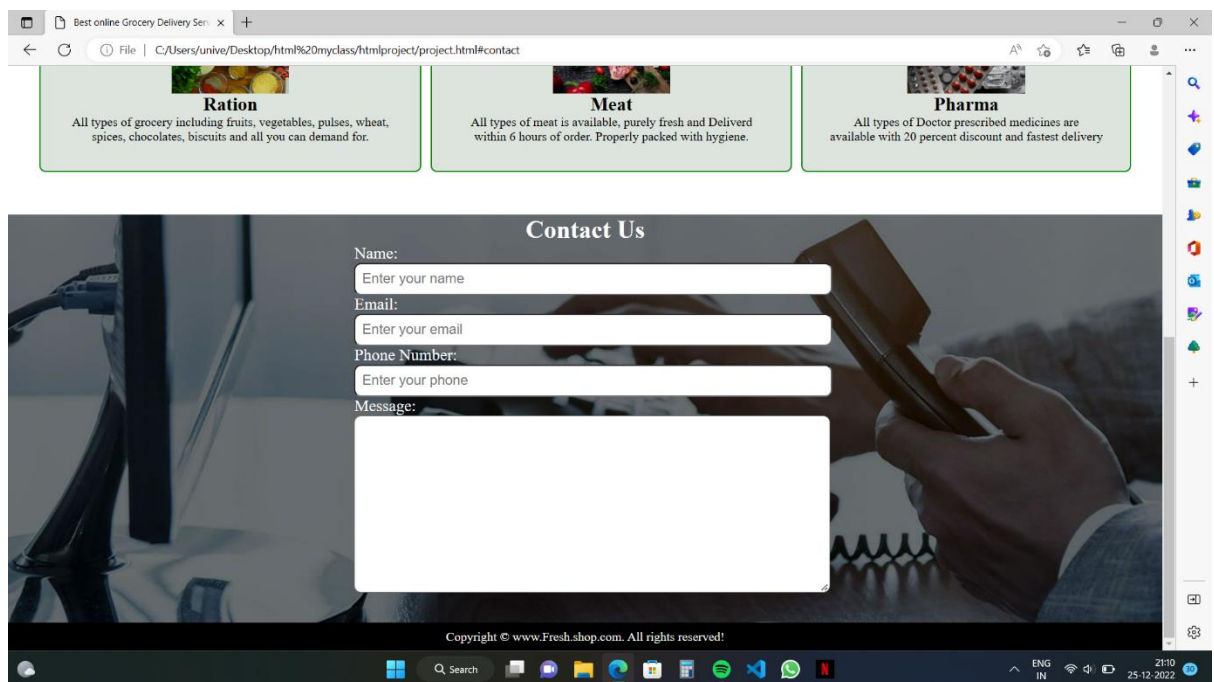 Best online Grocery Delivery Ser
File | C:/Users/unive/Desktop/html%20myclass/htmlproject/project.html#contact
Ration
All types of grocery including fruits, vegetables, pulses, wheat,
spices, chocolates, biscuits and all you can demand for.
Meat
All types of meat is available, purely fresh and Deliverd
within 6 hours of order. Properly packed with hygiene.
Pharma
All types of Doctor prescribed medicines are
available with 20 percent discount and fastest delivery
Contact Us
Name:
Enter your name
Email:
Enter your email
Phone Number:
Enter your phone
Message:
Copyright © www.Fresh.shop.com. All rights reserved!
Search
N
ENG
IN
21:10
25-12-2022
30